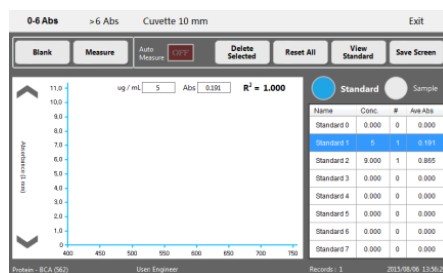 0-6 Abs >6 Abs Cuvette 10 mm Exit
Blank Measure Auto Measure OFF Delete Selected Reset All View Standard Save Screen
ug / mL 5 Abs 0.191 R² = 1.000
Standard Sample
Absorbance (1 mm)
11,0
10,0
9,0
8,0
7,0
6,0
5,0
4,0
3,0
2,0
1,0
0
400 450 500 550 600 650 700 750
Name Conc. # Ave Abs
Standard 0 0.000 0 0.000
Standard 1 5 1 0.191
Standard 2 9.000 1 0.865
Standard 3 0.000 0 0.000
Standard 4 0.000 0 0.000
Standard 5 0.000 0 0.000
Standard 6 0.000 0 0.000
Standard 7 0.000 0 0.000
Protein - BCA (562) User: Engineer Records : 1 2015/08/06 13:56:2